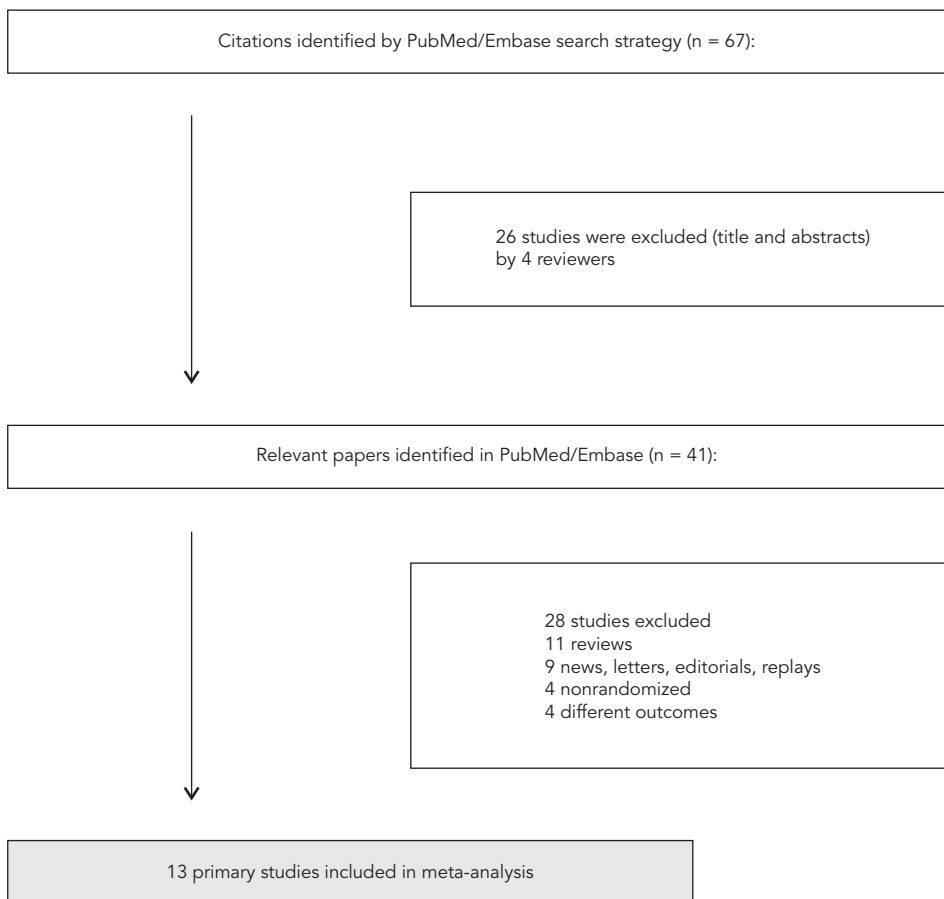 Citations identified by PubMed/Embase search strategy (n = 67):
26 studies were excluded (title and abstracts)
by 4 reviewers
Relevant papers identified in PubMed/Embase (n = 41):
28 studies excluded
11 reviews
9 news, letters, editorials, replays
4 nonrandomized
4 different outcomes
13 primary studies included in meta-analysis